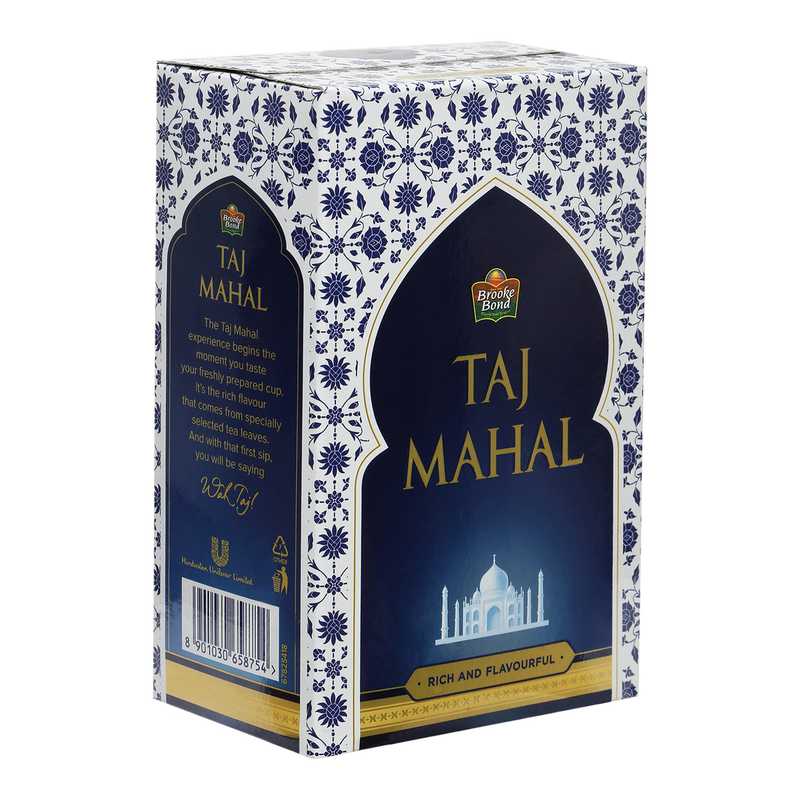 Brooke
Bond
TAJ
MAHAL
The Taj Mahal
experience begins the
moment you taste
your freshly prepared cup.
It's the rich flavour
that comes from specially
selected tea leaves.
And with that first sip,
you will be saying
Wah Taj!
Hindustan Unilever Limited
OTHER
8 901030 658754 >
67825418
Brooke
Bond
TAJ
MAHAL
• RICH AND FLAVOURFUL •